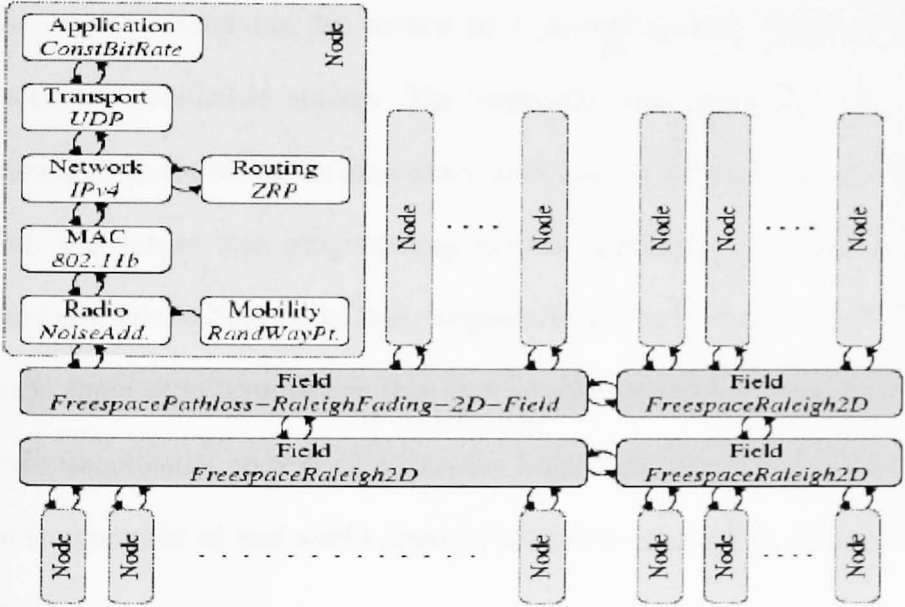 Application
ConstBitRate
Node
Transport
UDP
Network
IPv4
Routing
ZRP
MAC
802.11b
Radio
NoiseAdd.
Mobility
RandWayPt.
Node
. . . .
Node
Node
Node
. . . .
Node
Field
FreespacePathloss-RaleighFading-2D-Field
Field
FreespaceRaleigh2D
Field
FreespaceRaleigh2D
Field
FreespaceRaleigh2D
Node
Node
Node
Node
Node
Node